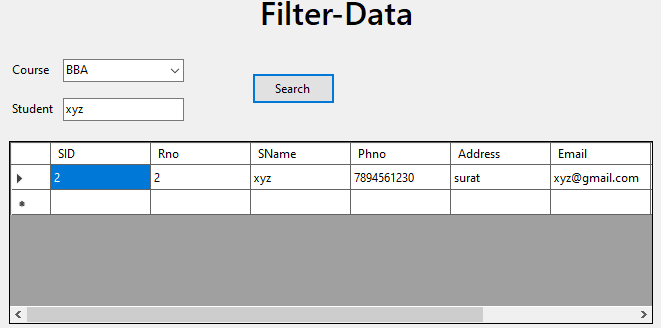 Filter-Data
Course BBA
Search
Student xyz
SID Rno SName Phno Address Email
2 2 xyz 7894561230 surat xyz@gmail.com